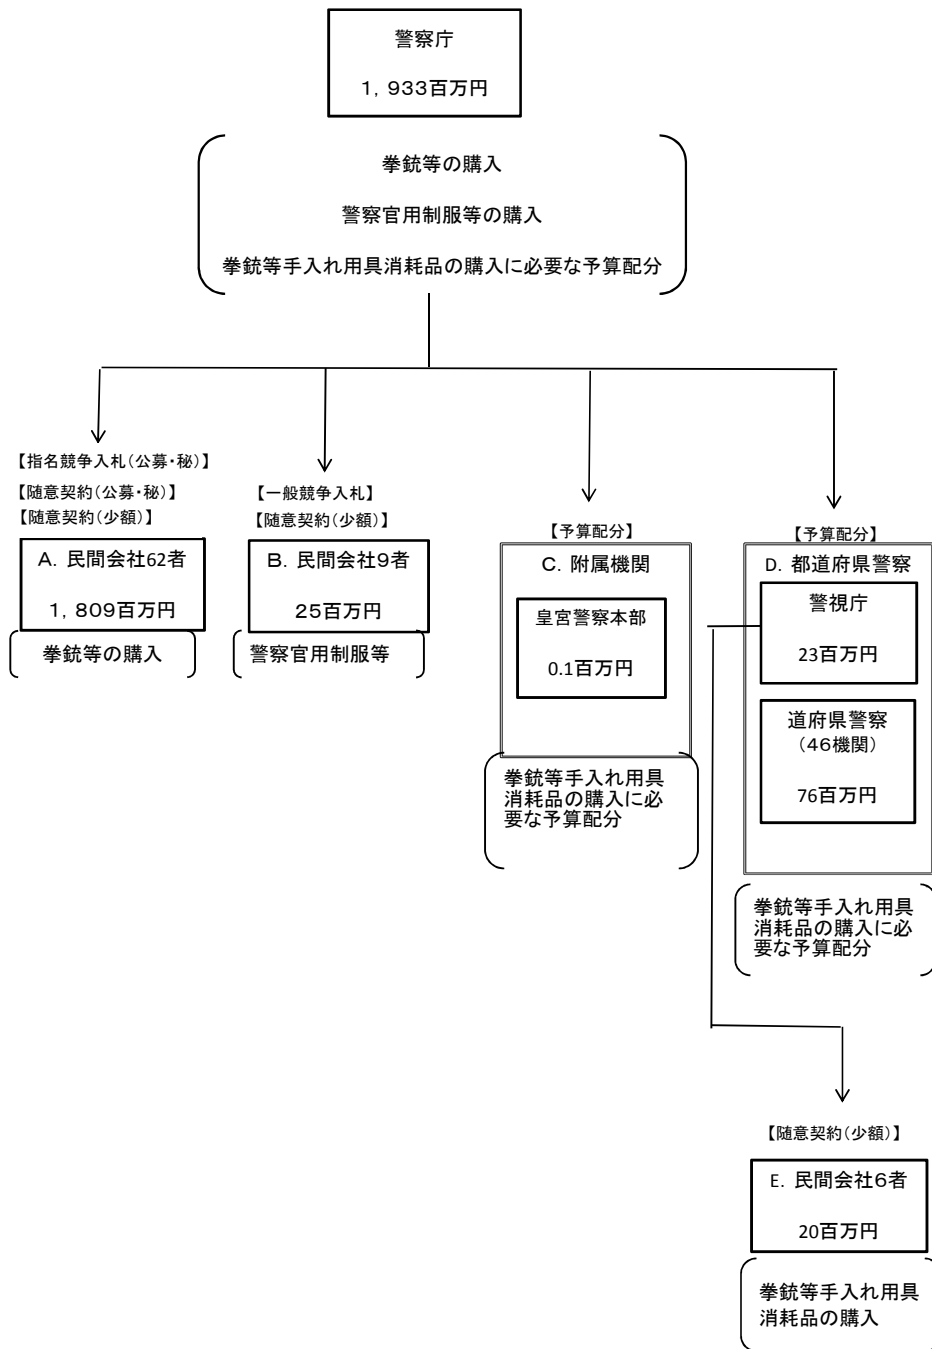 警察庁
1，933百万円
拳銃等の購入
警察官用制服等の購入
拳銃等手入れ用具消耗品の購入に必要な予算配分
【指名競争入札（公募・秘）】
【随意契約（公募・秘）】
【随意契約（少額）】
A. 民間会社62者
1，809百万円
拳銃等の購入
【一般競争入札】
【随意契約（少額）】
B. 民間会社9者
25百万円
警察官用制服等
【予算配分】
C. 附属機関
皇宮警察本部
0.1百万円
拳銃等手入れ用具
消耗品の購入に必
要な予算配分
【予算配分】
D. 都道府県警察
警視庁
23百万円
道府県警察
（46機関）
76百万円
拳銃等手入れ用具
消耗品の購入に必
要な予算配分
【随意契約（少額）】
E. 民間会社6者
20百万円
拳銃等手入れ用具
消耗品の購入